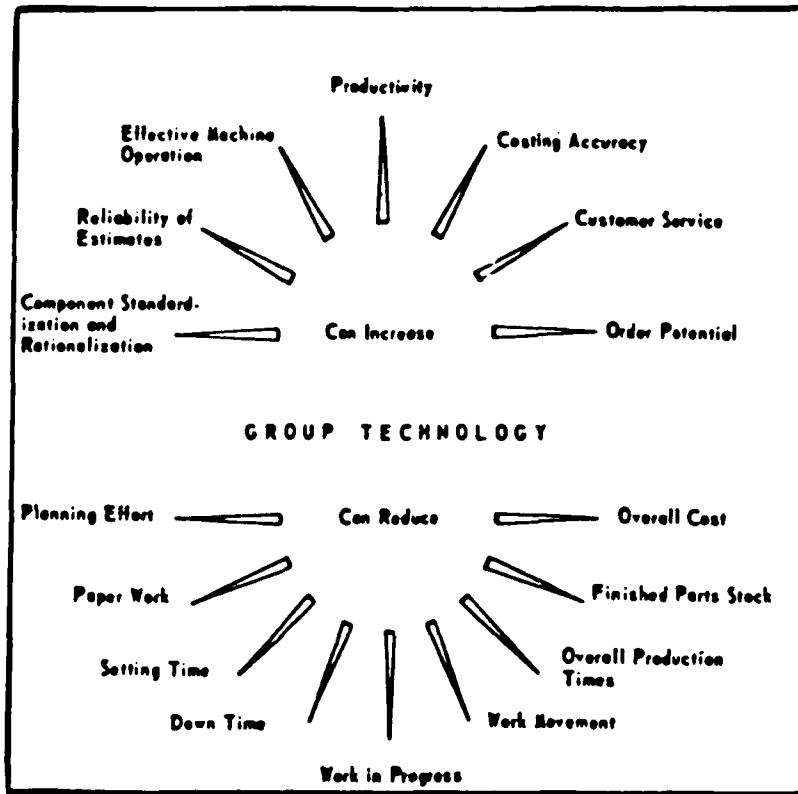 Productivity
Effective Machine
Operation
Costing Accuracy
Reliability of
Estimates
Customer Service
Component Standard-
ization and
Rationalization
Can Increase
Order Potential
GROUP TECHNOLOGY
Planning Effort
Can Reduce
Overall Cost
Paper Work
Finished Parts Stock
Setting Time
Overall Production
Times
Down Time
Work Movement
Work in Progress